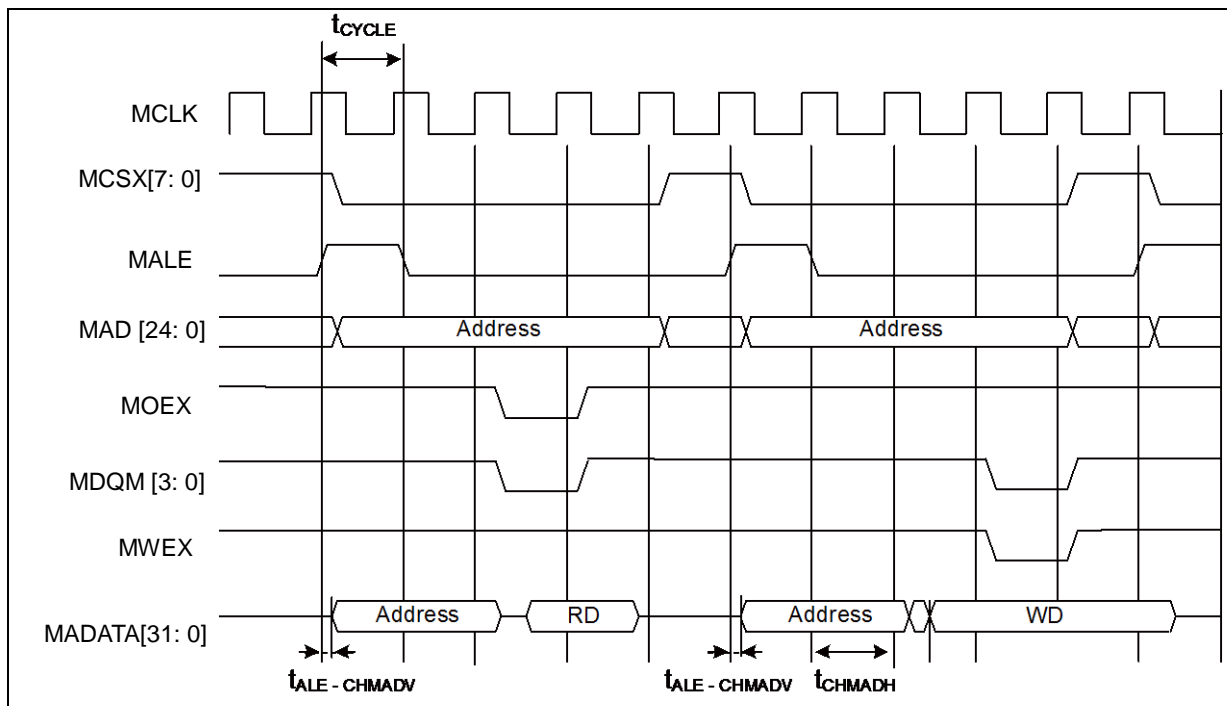 tCYCLE
MCLK
MCSX[7: 0]
MALE
MAD [24: 0] Address Address
MOEX
MDQM [3: 0]
MWEX
MADATA[31: 0] Address RD Address WD
tALE - CHMADV tALE - CHMADV tCHMADH